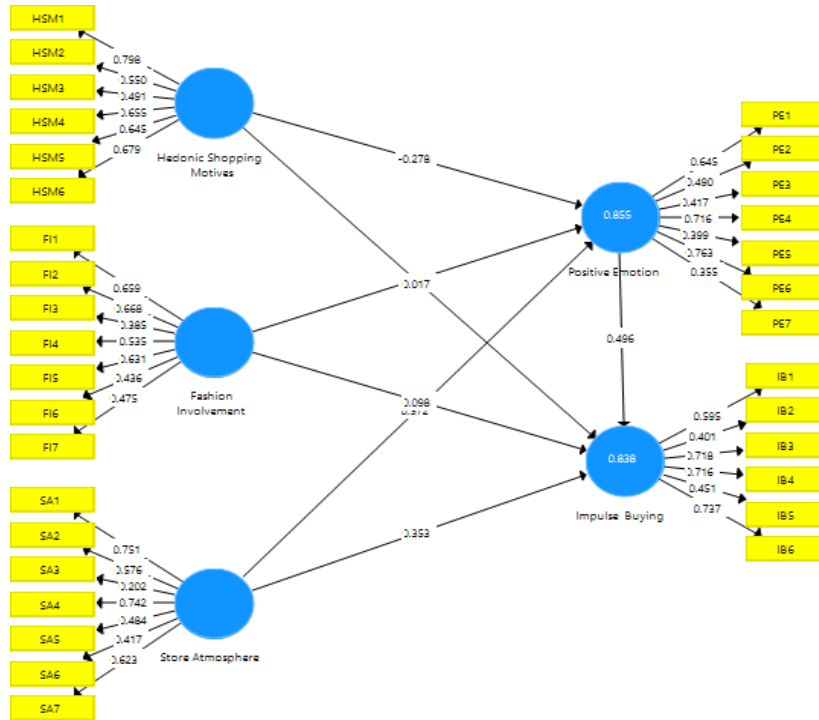 HSM1
HSM2
HSM3
HSM4
HSM5
HSM6
0.798
0.550
0.491
0.655
0.645
0.679
Hedonic Shopping
Motives
FI1
FI2
FI3
FI4
FI5
FI6
FI7
0.659
0.668
0.385
0.535
0.631
0.436
0.475
Fashion
Involvement
SA1
SA2
SA3
SA4
SA5
SA6
SA7
0.751
0.576
0.202
0.742
0.484
0.417
0.623
Store Atmosphere
-0.278
0.017
0.098
0.353
0.496
0.855
Positive Emotion
0.645
0.490
0.417
0.716
0.399
0.763
0.355
PE1
PE2
PE3
PE4
PE5
PE6
PE7
0.838
Impulse Buying
0.595
0.401
0.718
0.716
0.451
0.737
IB1
IB2
IB3
IB4
IB5
IB6